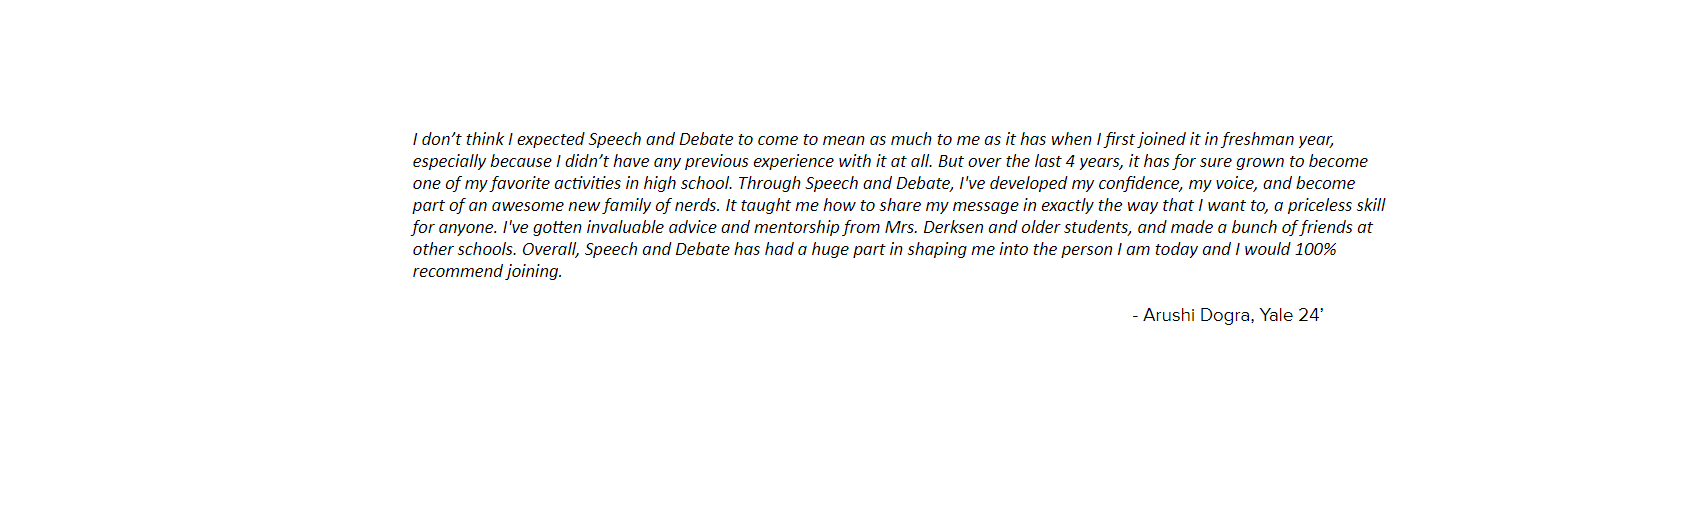 I don’t think I expected Speech and Debate to come to mean as much to me as it has when I first joined it in freshman year,
especially because I didn’t have any previous experience with it at all. But over the last 4 years, it has for sure grown to become
one of my favorite activities in high school. Through Speech and Debate, I've developed my confidence, my voice, and become
part of an awesome new family of nerds. It taught me how to share my message in exactly the way that I want to, a priceless skill
for anyone. I've gotten invaluable advice and mentorship from Mrs. Derksen and older students, and made a bunch of friends at
other schools. Overall, Speech and Debate has had a huge part in shaping me into the person I am today and I would 100%
recommend joining.
- Arushi Dogra, Yale 24’